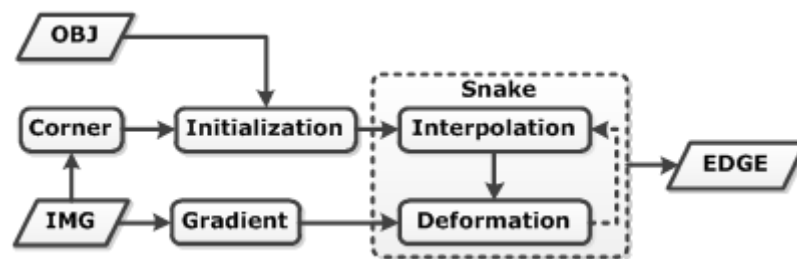 OBJ
Snake
Corner
Initialization
Interpolation
EDGE
IMG
Gradient
Deformation